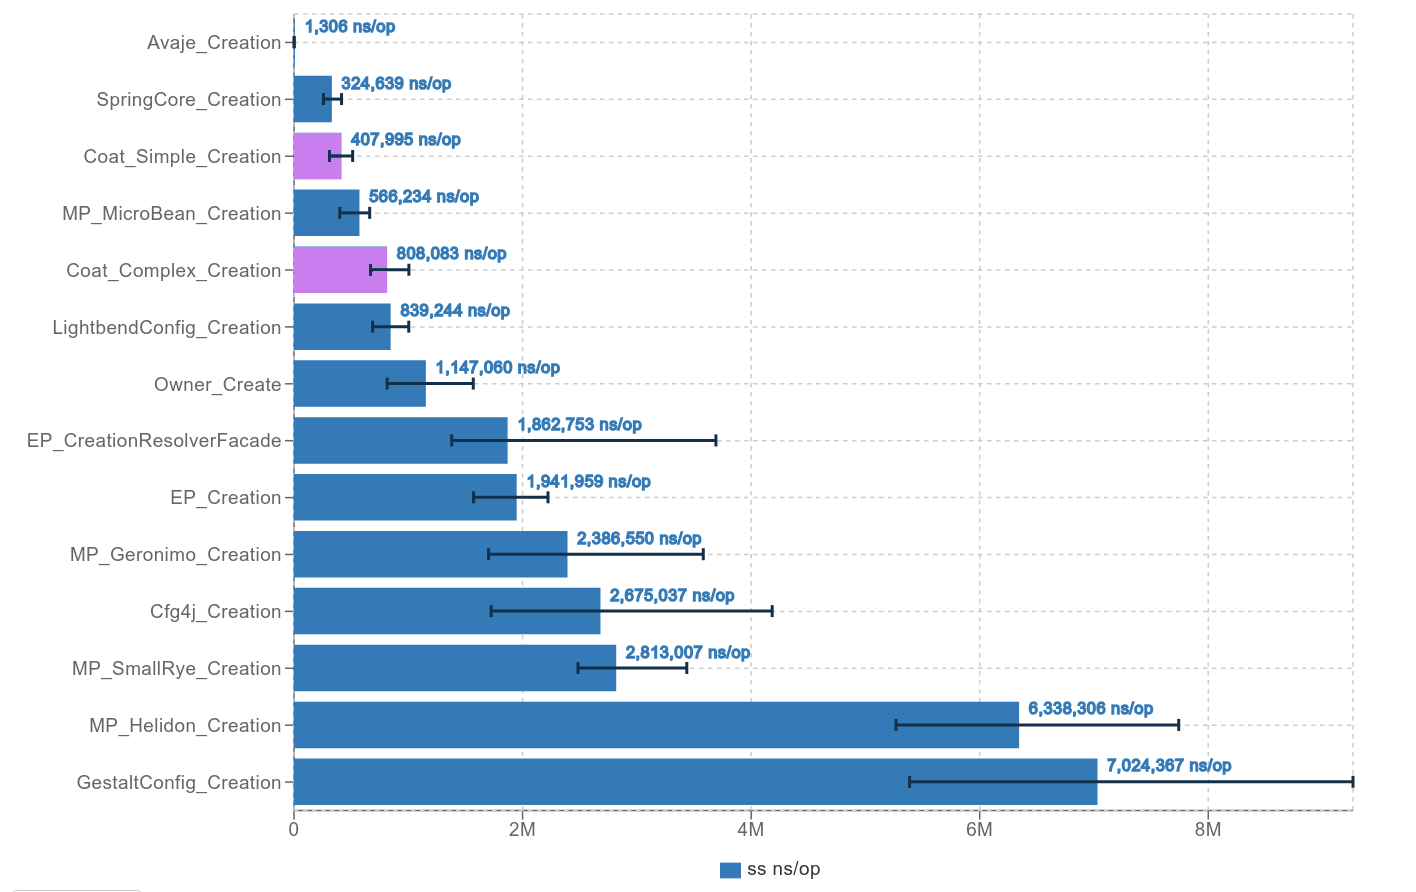 Avaje_Creation 1,306 ns/op
SpringCore_Creation 324,639 ns/op
Coat_Simple_Creation 407,995 ns/op
MP_MicroBean_Creation 566,234 ns/op
Coat_Complex_Creation 808,083 ns/op
LightbendConfig_Creation 839,244 ns/op
Owner_Create 1,147,060 ns/op
EP_CreationResolverFacade 1,862,753 ns/op
EP_Creation 1,941,959 ns/op
MP_Geronimo_Creation 2,386,550 ns/op
Cfg4j_Creation 2,675,037 ns/op
MP_SmallRye_Creation 2,813,007 ns/op
MP_Helidon_Creation 6,338,306 ns/op
GestaltConfig_Creation 7,024,367 ns/op
0 2M 4M 6M 8M
ss ns/op